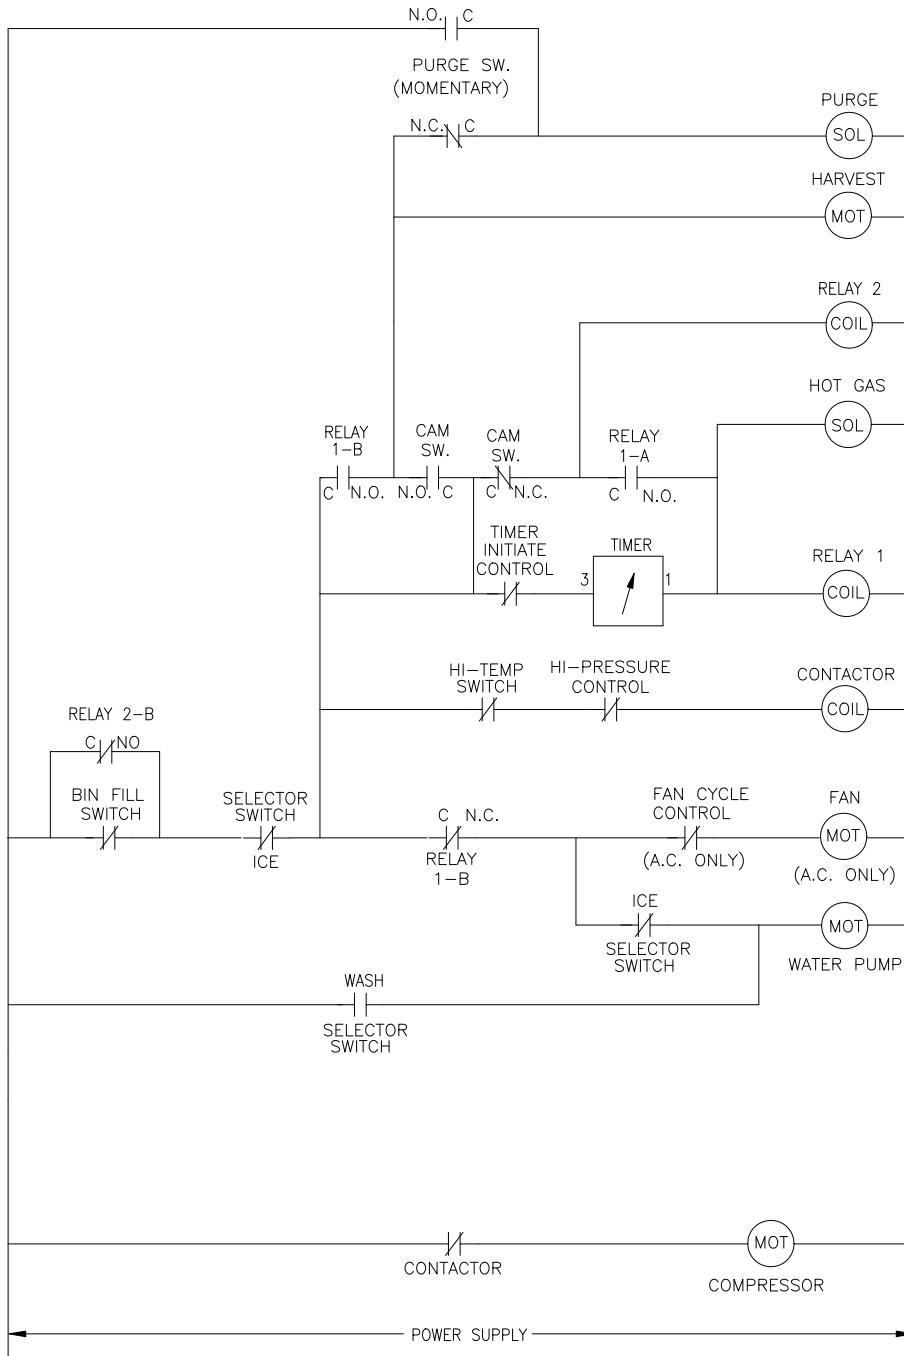 N.O. C
PURGE SW.
(MOMENTARY)
PURGE
N.C. C
SOL
HARVEST
MOT
RELAY 2
COIL
HOT GAS
SOL
RELAY
1-B
CAM
SW.
CAM
SW.
RELAY
1-A
C N.O.
N.O. C
C N.C.
C N.O.
TIMER
INITIATE
CONTROL
TIMER
3
1
RELAY 1
COIL
HI-TEMP
SWITCH
HI-PRESSURE
CONTROL
CONTACTOR
COIL
RELAY 2-B
C NO
BIN FILL
SWITCH
SELECTOR
SWITCH
ICE
C N.C.
RELAY
1-B
FAN CYCLE
CONTROL
(A.C. ONLY)
FAN
MOT
(A.C. ONLY)
ICE
SELECTOR
SWITCH
MOT
WATER PUMP
WASH
SELECTOR
SWITCH
CONTACTOR
MOT
COMPRESSOR
POWER SUPPLY